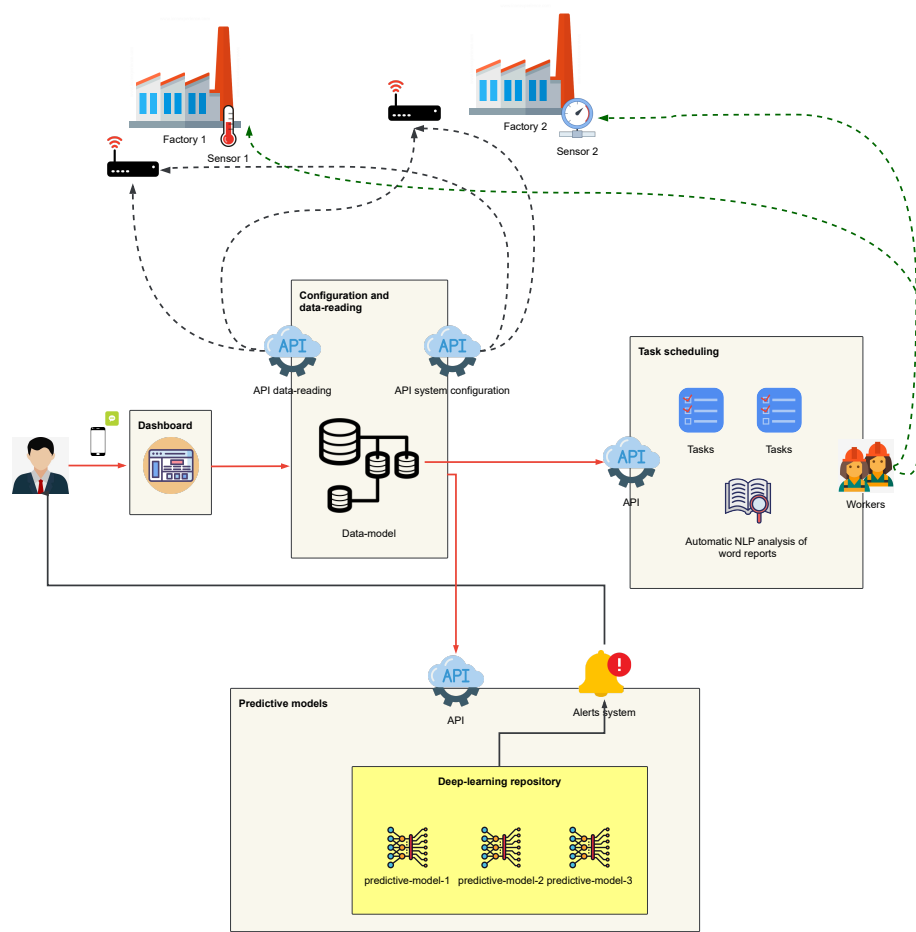 Factory 1
Sensor 1
Factory 2
Sensor 2
Configuration and
data-reading
API
API data-reading
API
API system configuration
Dashboard
Data-model
Task scheduling
Tasks
Tasks
API
API
Automatic NLP analysis of
word reports
Workers
Predictive models
API
API
Alerts system
Deep-learning repository
predictive-model-1
predictive-model-2
predictive-model-3